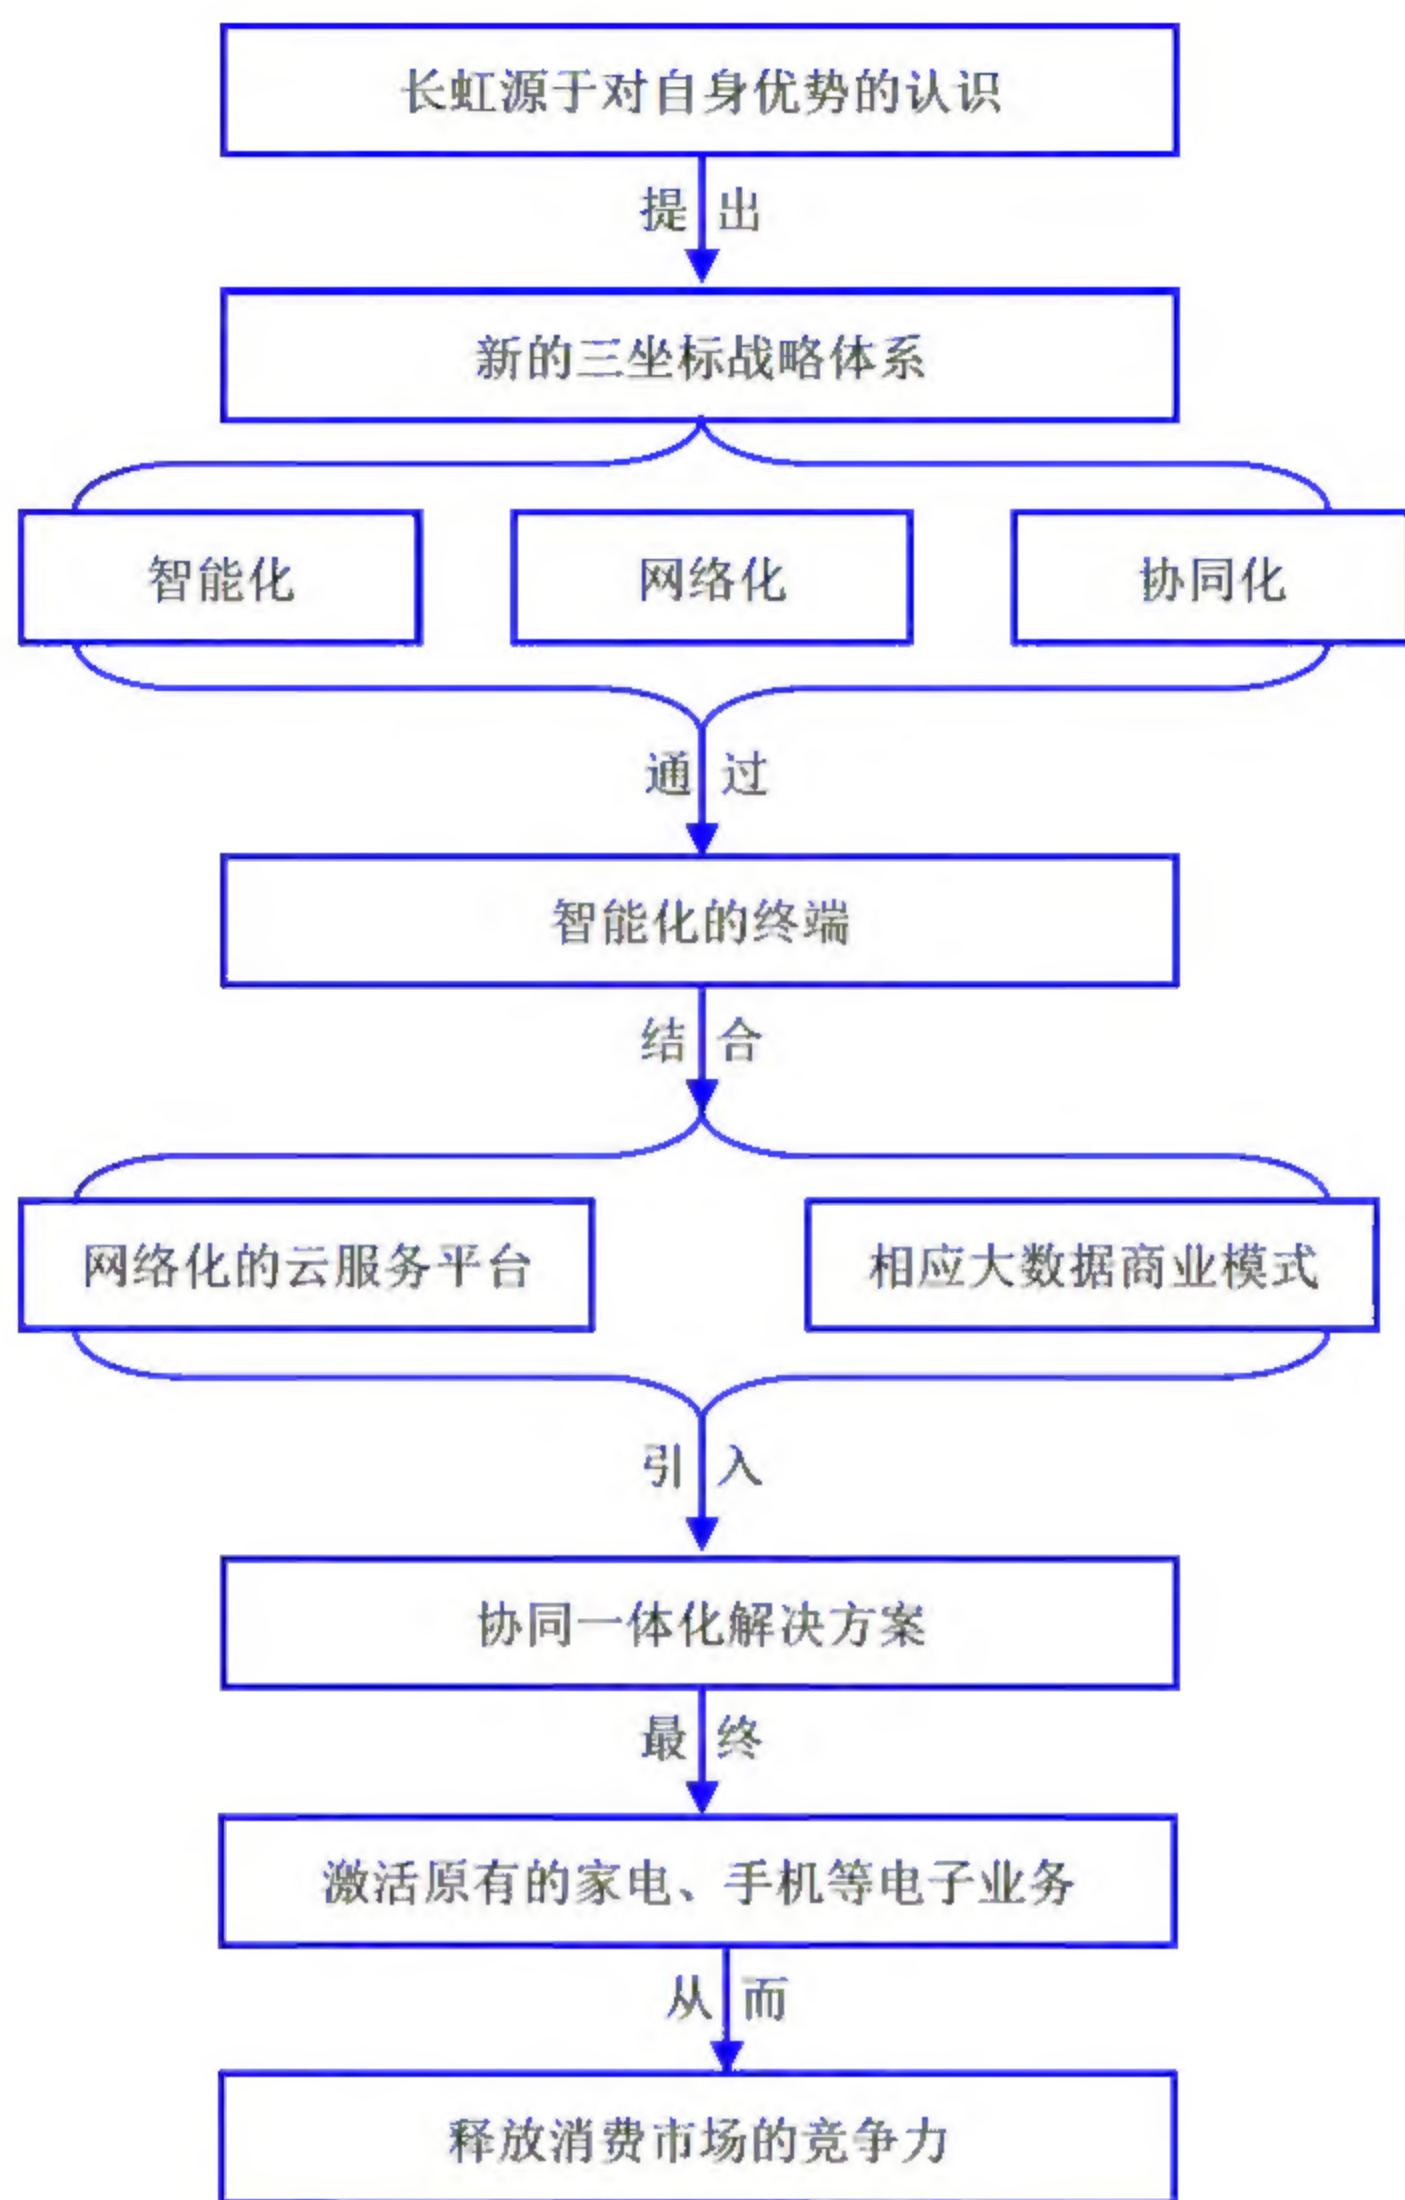 长虹源于对自身优势的认识
提出
新的三坐标战略体系
智能化 网络化 协同化
通过
智能化的终端
结合
网络化的云服务平台 相应大数据商业模式
引入
协同一体化解决方案
最终
激活原有的家电、手机等电子业务
从而
释放消费市场的竞争力